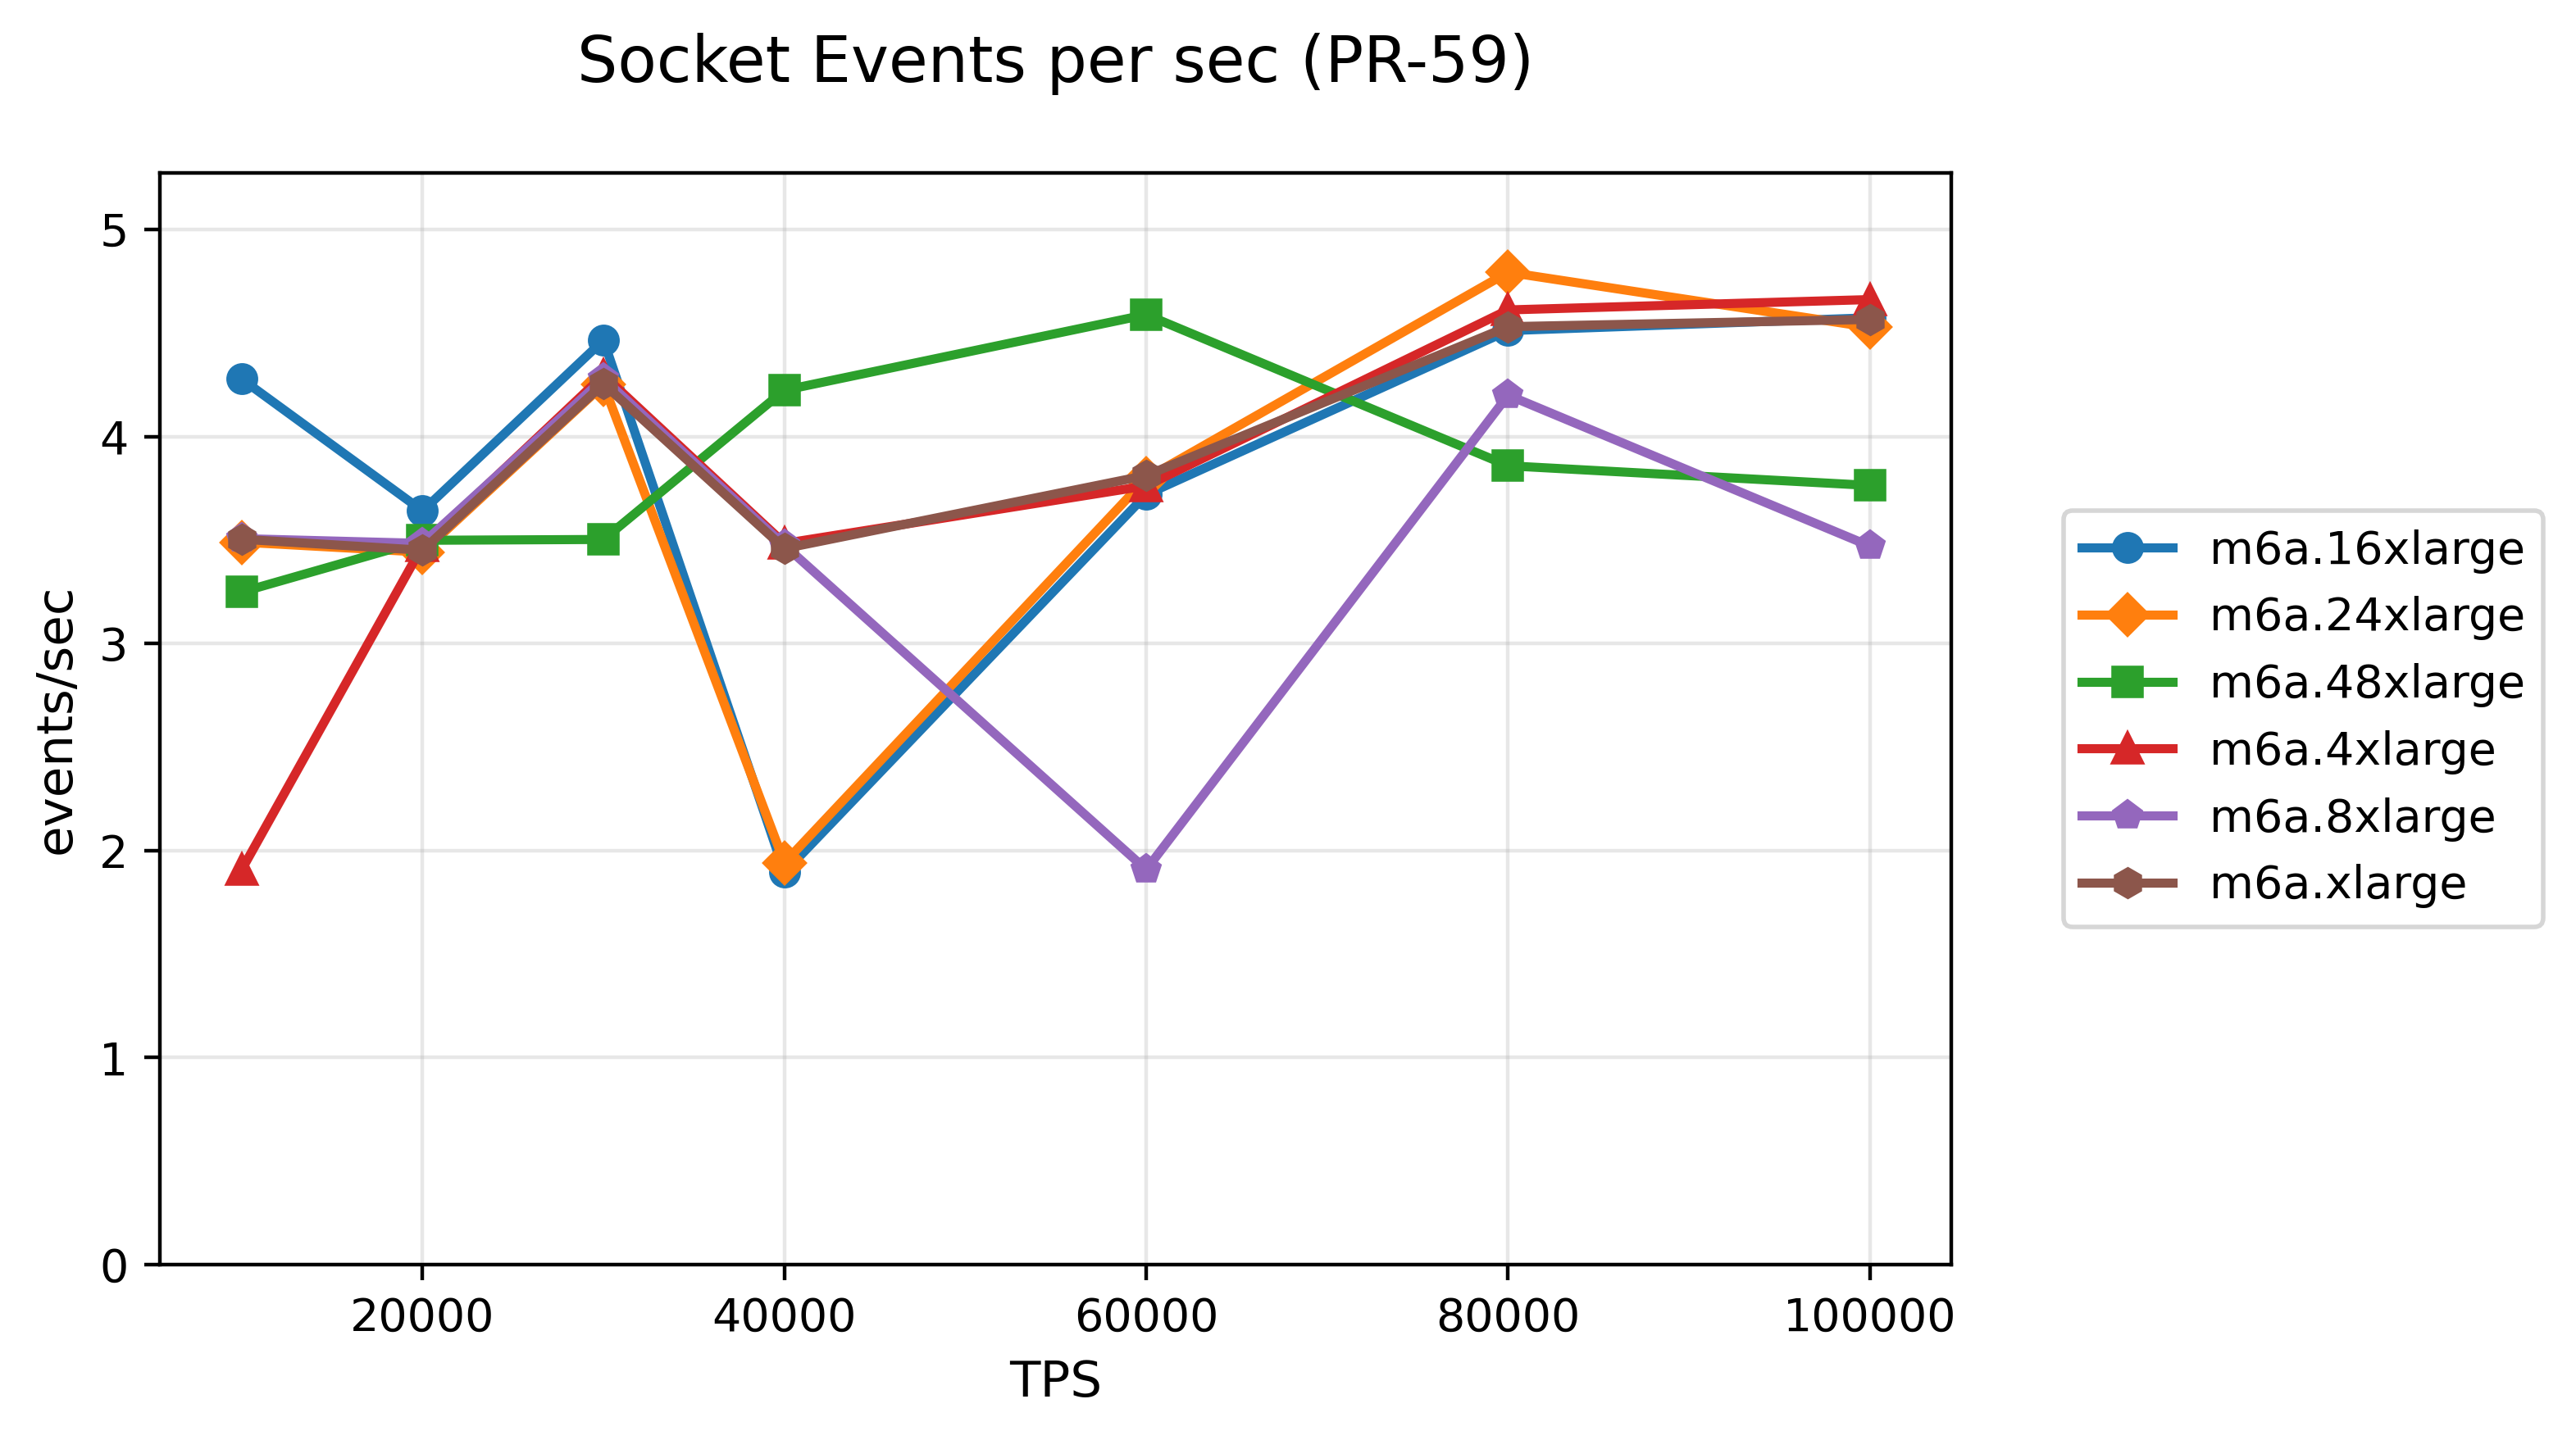 Socket Events per sec (PR-59)
events/sec
5
4
3
2
1
0
20000 40000 60000 80000 100000
TPS
m6a.16xlarge
m6a.24xlarge
m6a.48xlarge
m6a.4xlarge
m6a.8xlarge
m6a.xlarge